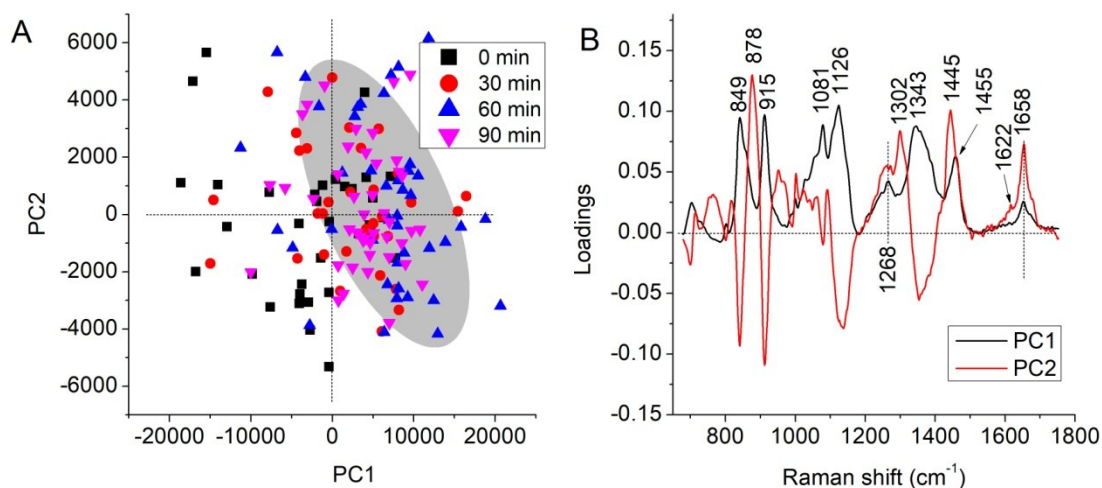 A
6000
4000
2000
0
-2000
-4000
-6000
PC2
-20000 -10000 0 10000 20000
PC1
0 min
30 min
60 min
90 min
B
0.15
0.10
0.05
0.00
-0.05
-0.10
-0.15
Loadings
849
878
915
1081
1126
1268
1302
1343
1445
1455
1622
1658
PC1
PC2
800 1000 1200 1400 1600 1800
Raman shift (cm⁻¹)